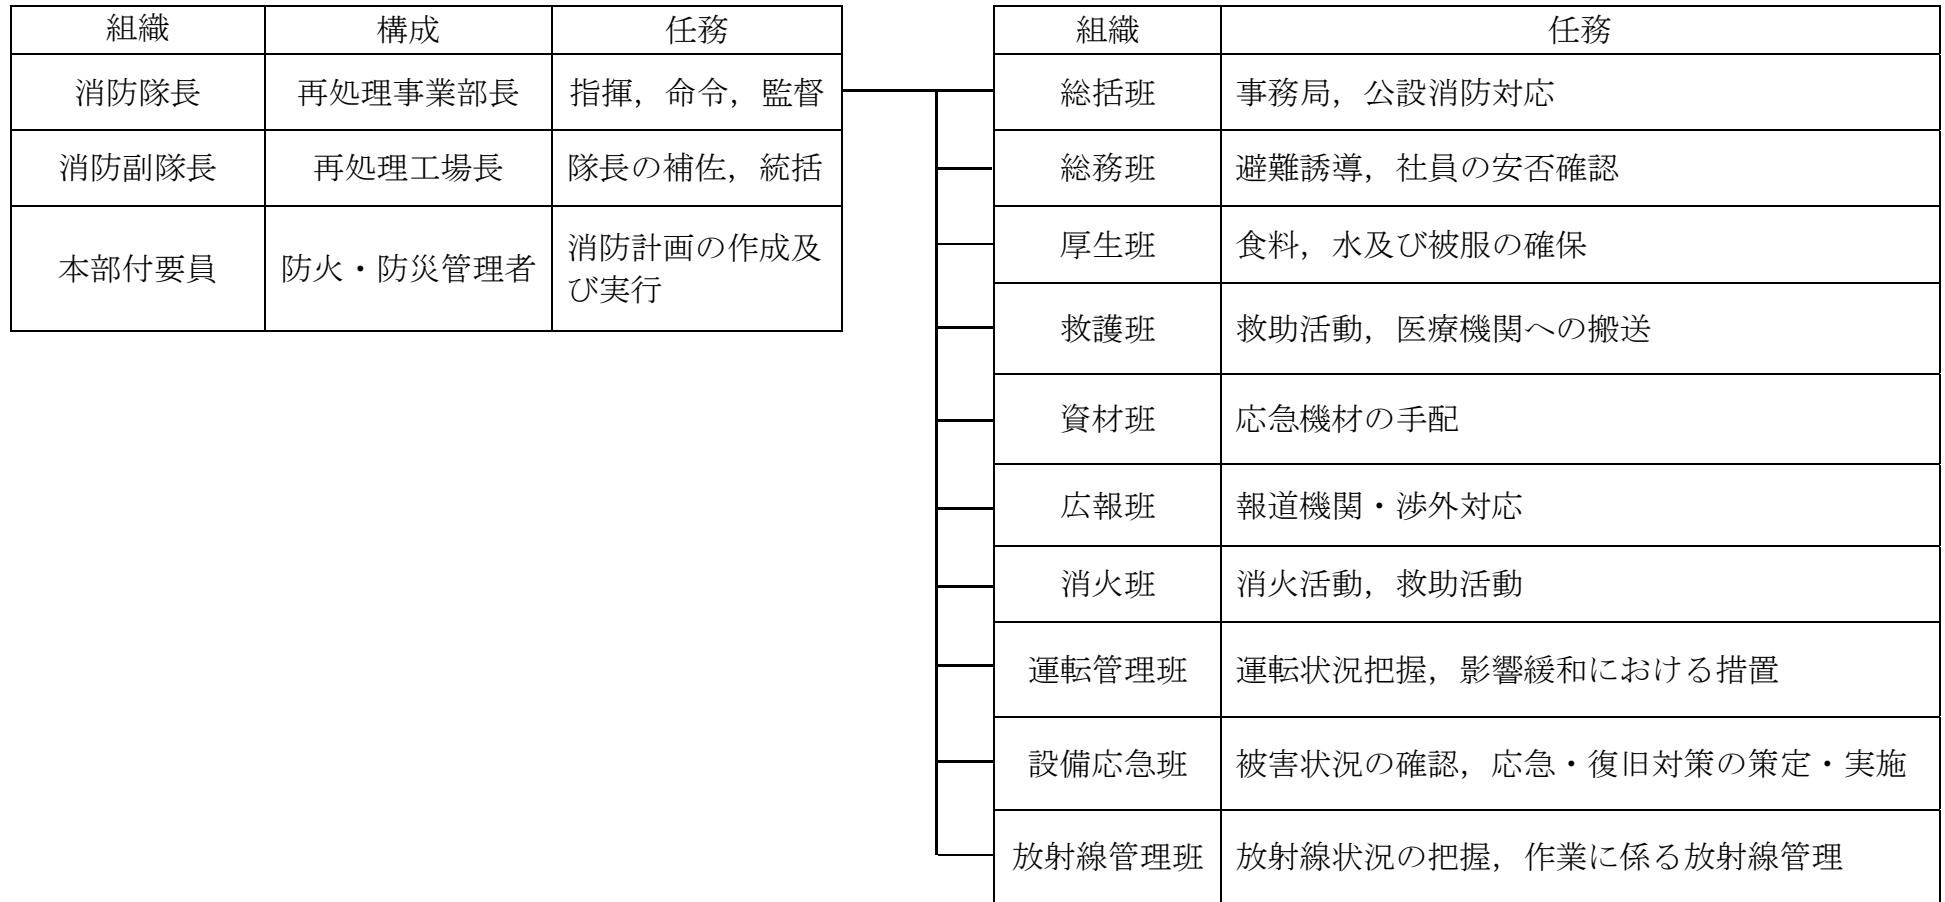 組織 構成 任務
消防隊長 再処理事業部長 指揮，命令，監督
消防副隊長 再処理工場長 隊長の補佐，統括
本部付要員 防火・防災管理者 消防計画の作成及
び実行
組織 任務
総括班 事務局，公設消防対応
総務班 避難誘導，社員の安否確認
厚生班 食料，水及び被服の確保
救護班 救助活動，医療機関への搬送
資材班 応急機材の手配
広報班 報道機関・渉外対応
消火班 消火活動，救助活動
運転管理班 運転状況把握，影響緩和における措置
設備応急班 被害状況の確認，応急・復旧対策の策定・実施
放射線管理班 放射線状況の把握，作業に係る放射線管理